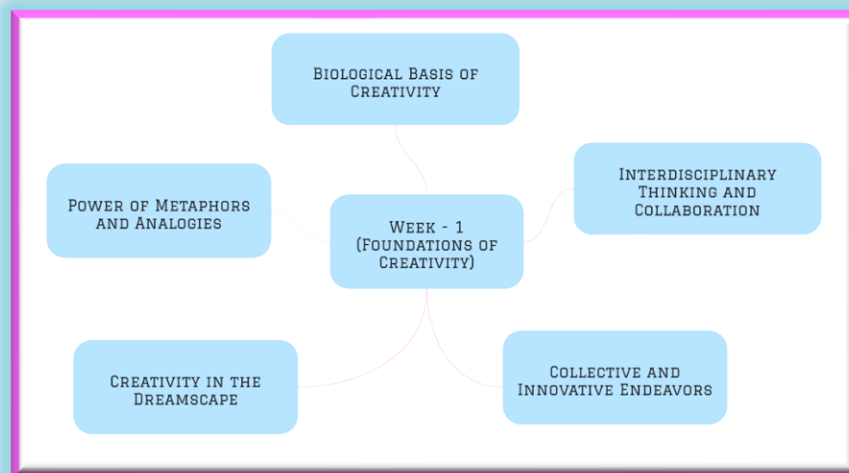 Biological Basis of
Creativity
Interdisciplinary
Thinking and
Collaboration
Power of Metaphors
and Analogies
Week - 1
(Foundations of
Creativity)
Creativity in the
Dreamscape
Collective and
Innovative Endeavors